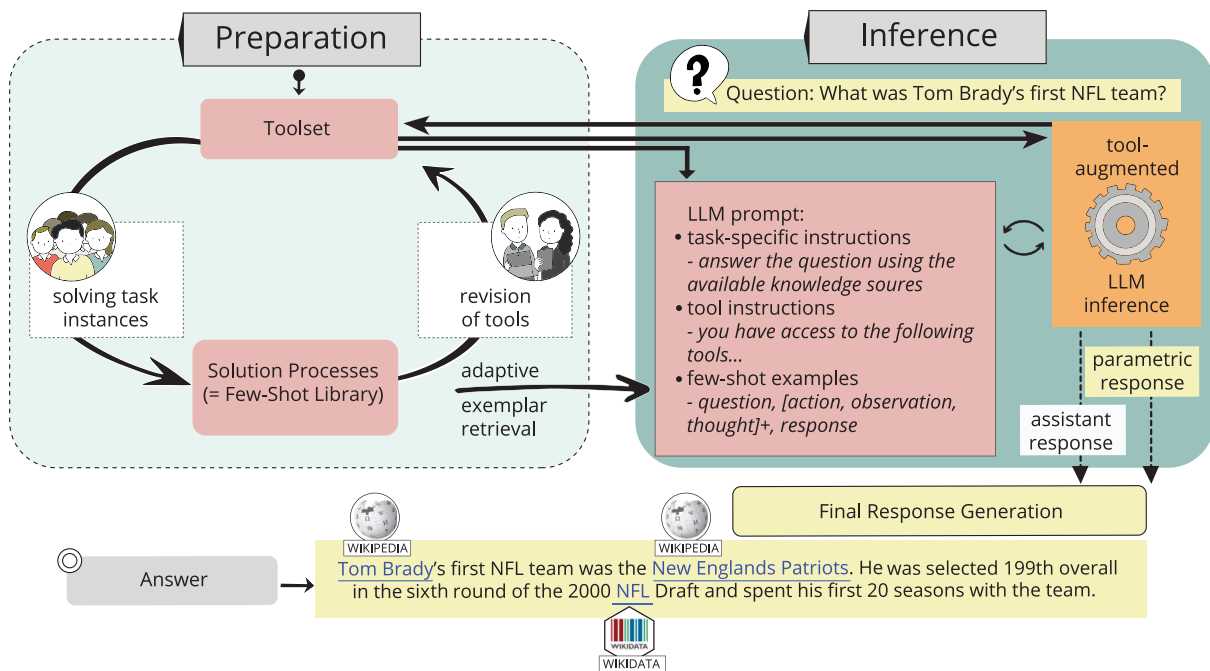 Preparation
Toolset
solving task
instances
revision
of tools
Solution Processes
(= Few-Shot Library)
adaptive
exemplar
retrieval
Inference
?
Question: What was Tom Brady's first NFL team?
LLM prompt:
• task-specific instructions
- answer the question using the
available knowledge soures
• tool instructions
- you have access to the following
tools...
• few-shot examples
- question, [action, observation,
thought]+, response
tool-
augmented
LLM
inference
parametric
response
assistant
response
Final Response Generation
Answer
WIKIPEDIA
WIKIPEDIA
Tom Brady's first NFL team was the New Englands Patriots. He was selected 199th overall
in the sixth round of the 2000 NFL Draft and spent his first 20 seasons with the team.
WIKIDATA
WIKIDATA